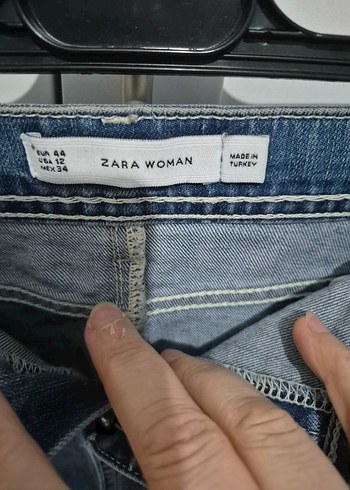 EUR 44
USA 12
MEX 34
ZARA WOMAN
MADE IN
TURKEY